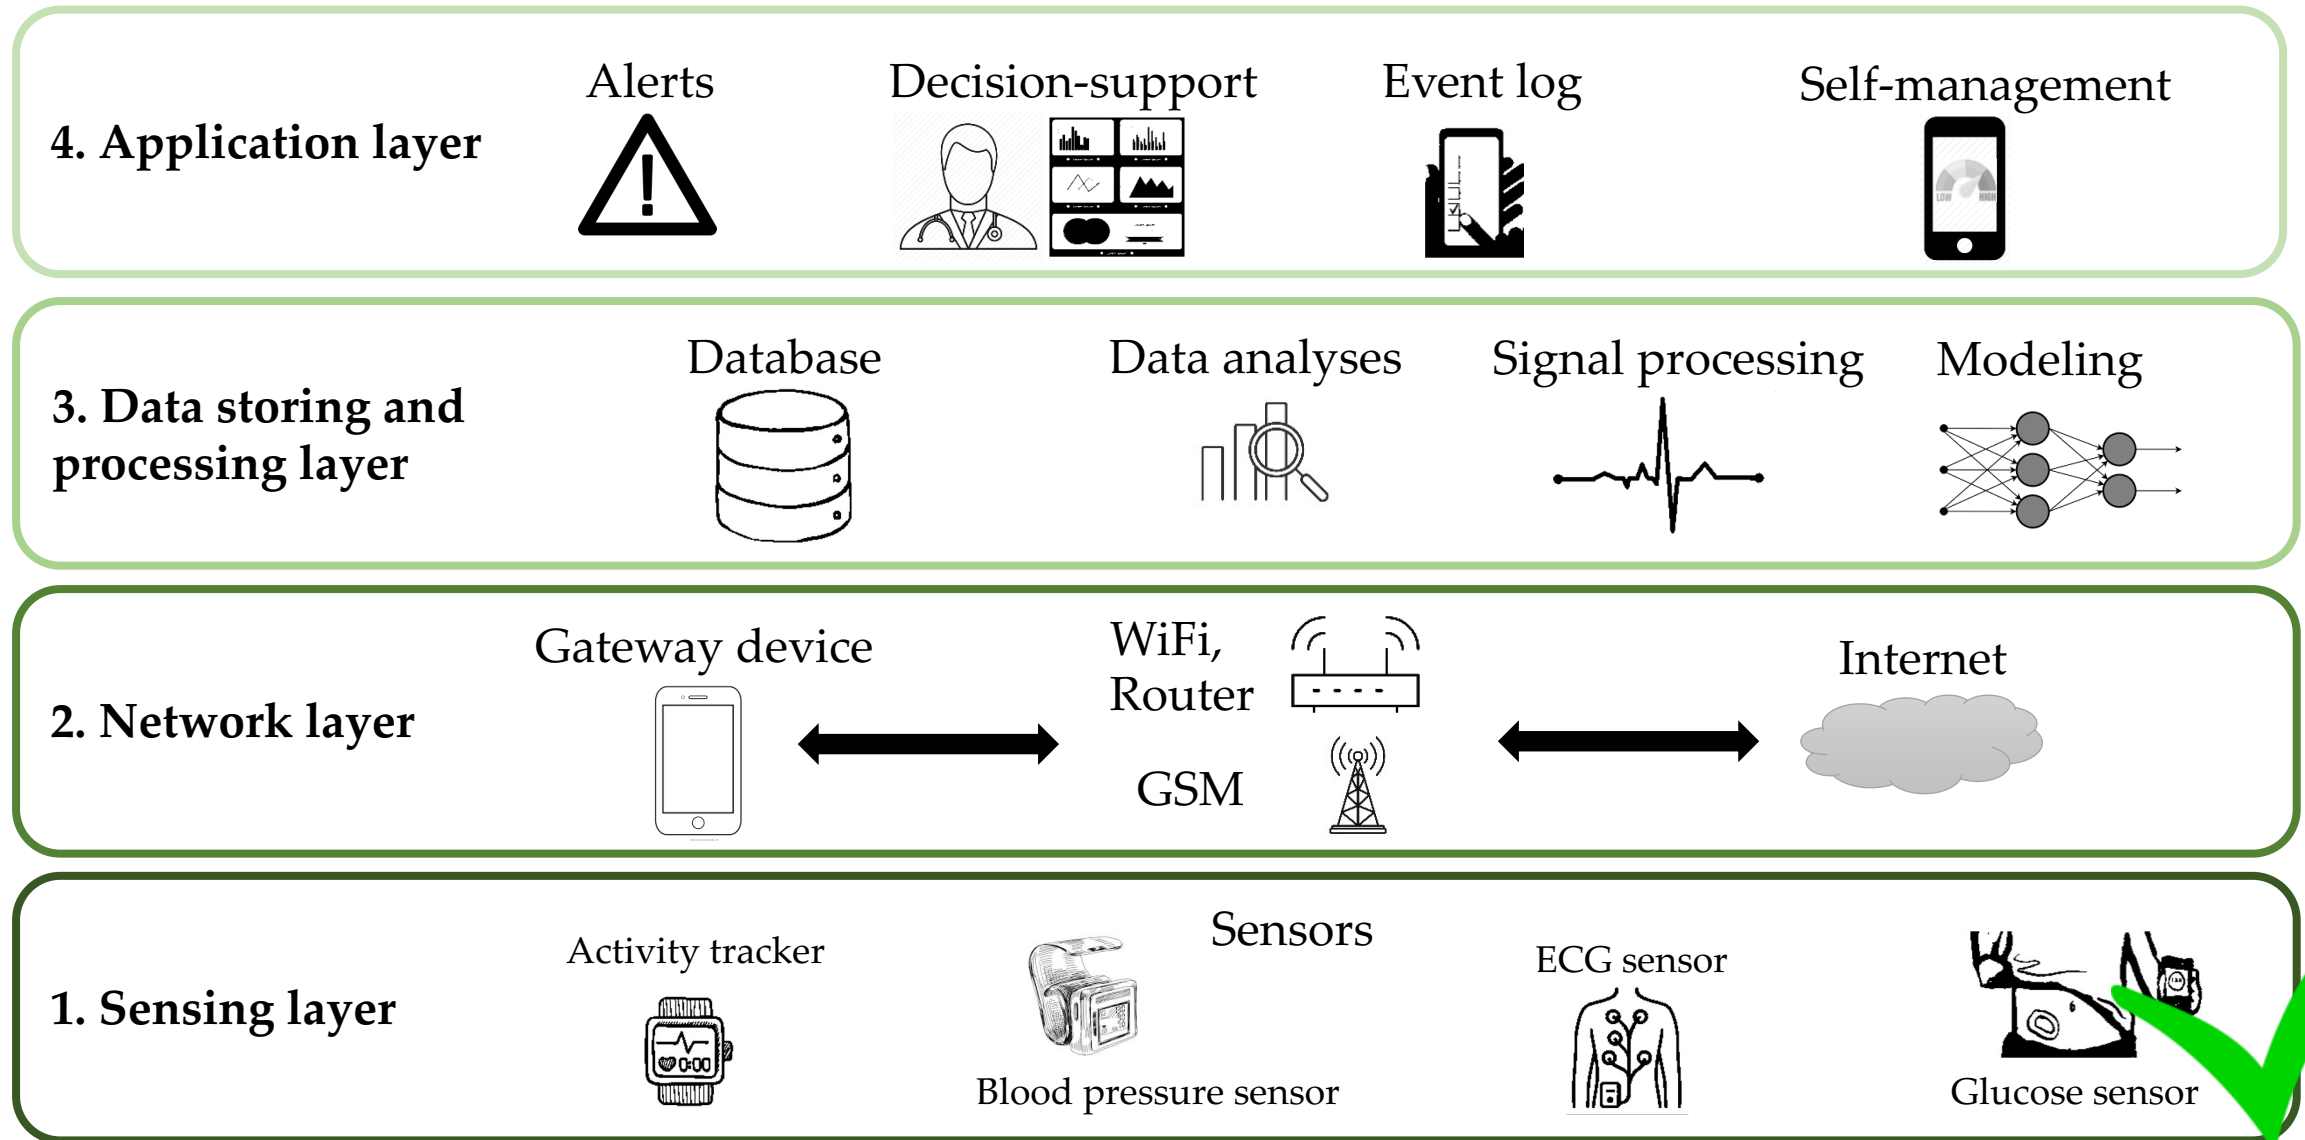 Alerts
Decision-support
Event log
Self-management
4. Application layer
LOW
HIGH
Database
Data analyses
Signal processing
Modeling
3. Data storing and
processing layer
Gateway device
WiFi,
Router
Internet
2. Network layer
GSM
Sensors
Activity tracker
ECG sensor
1. Sensing layer
Blood pressure sensor
Glucose sensor